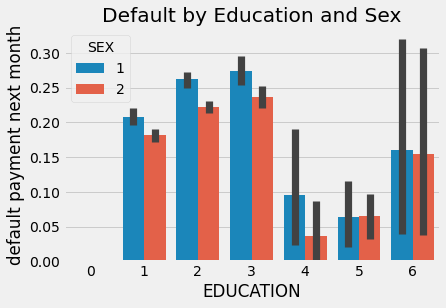 Default by Education and Sex
default payment next month
0.30
0.25
0.20
0.15
0.10
0.05
0.00
SEX
1
2
0 1 2 3 4 5 6
EDUCATION